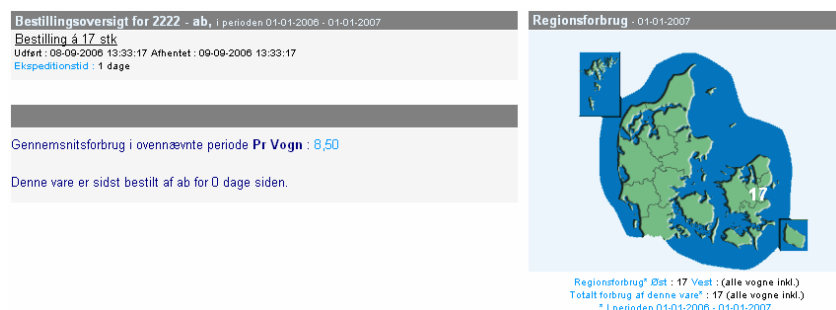 Bestillingsoversigt for 2222 - ab, i perioden 01-01-2006 - 01-01-2007
Bestilling á 17 stk
Udført : 08-09-2006 13:33:17 Afhentet : 09-09-2006 13:33:17
Ekspeditionstid : 1 dage
Gennemsnitsforbrug i ovennævnte periode Pr Vogn : 8,50
Denne vare er sidst bestilt af ab for 0 dage siden.
Regionsforbrug - 01-01-2007
17
Regionsforbrug* Øst : 17 Vest : (alle vogne inkl.)
Totalt forbrug af denne vare* : 17 (alle vogne inkl.)
* I perioden 01-01-2006 - 01-01-2007